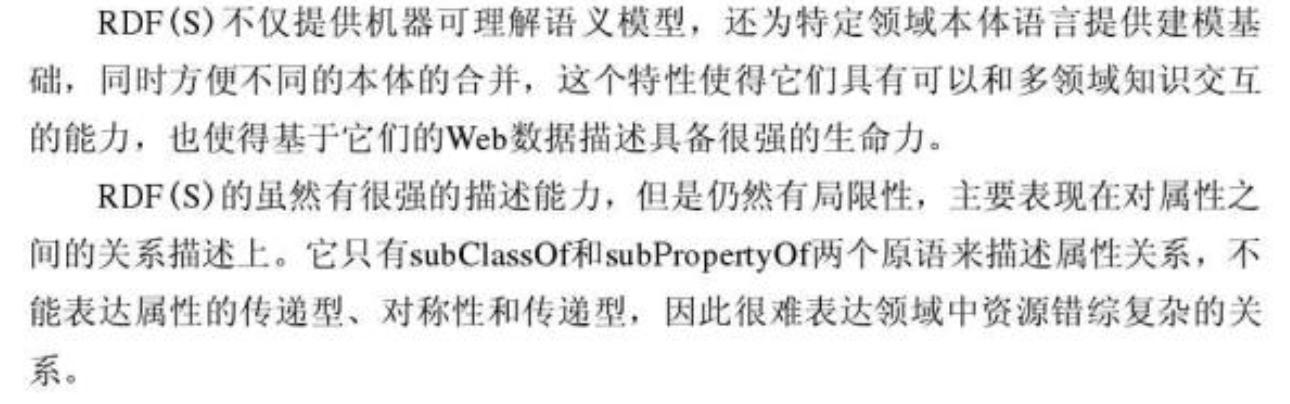 RDF(S)不仅提供机器可理解语义模型，还为特定领域本体语言提供建模基
础，同时方便不同的本体的合并，这个特性使得它们具有可以和多领域知识交互
的能力，也使得基于它们的Web数据描述具备很强的生命力。
RDF(S)的虽然有很强的描述能力，但是仍然有局限性，主要表现在对属性之
间的关系描述上。它只有subClassOf和subPropertyOf两个原语来描述属性关系，不
能表达属性的传递型、对称性和传递型，因此很难表达领域中资源错综复杂的关
系。